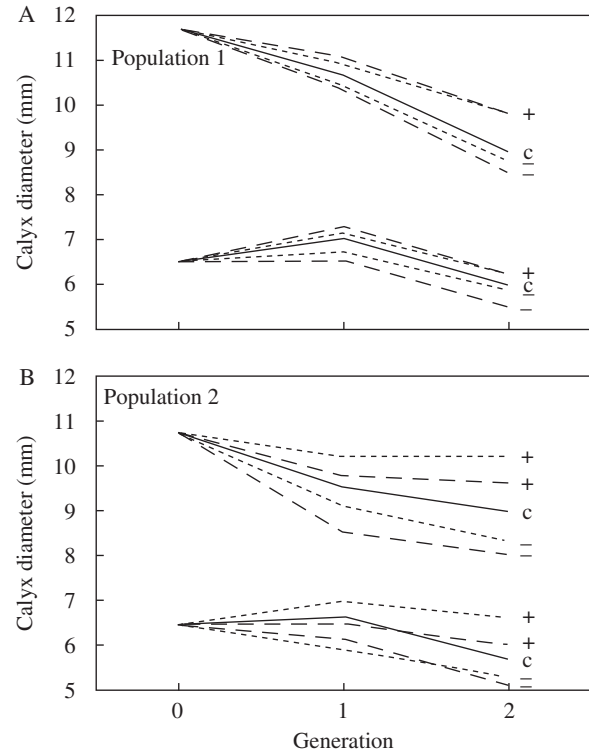 A
12
11
10
9
8
7
6
5
Calyx diameter (mm)
Population 1
+
c
–
–
+
c
–
–
B
12
11
10
9
8
7
6
5
Calyx diameter (mm)
Population 2
+
+
c
–
–
+
+
c
–
–
0 1 2
Generation